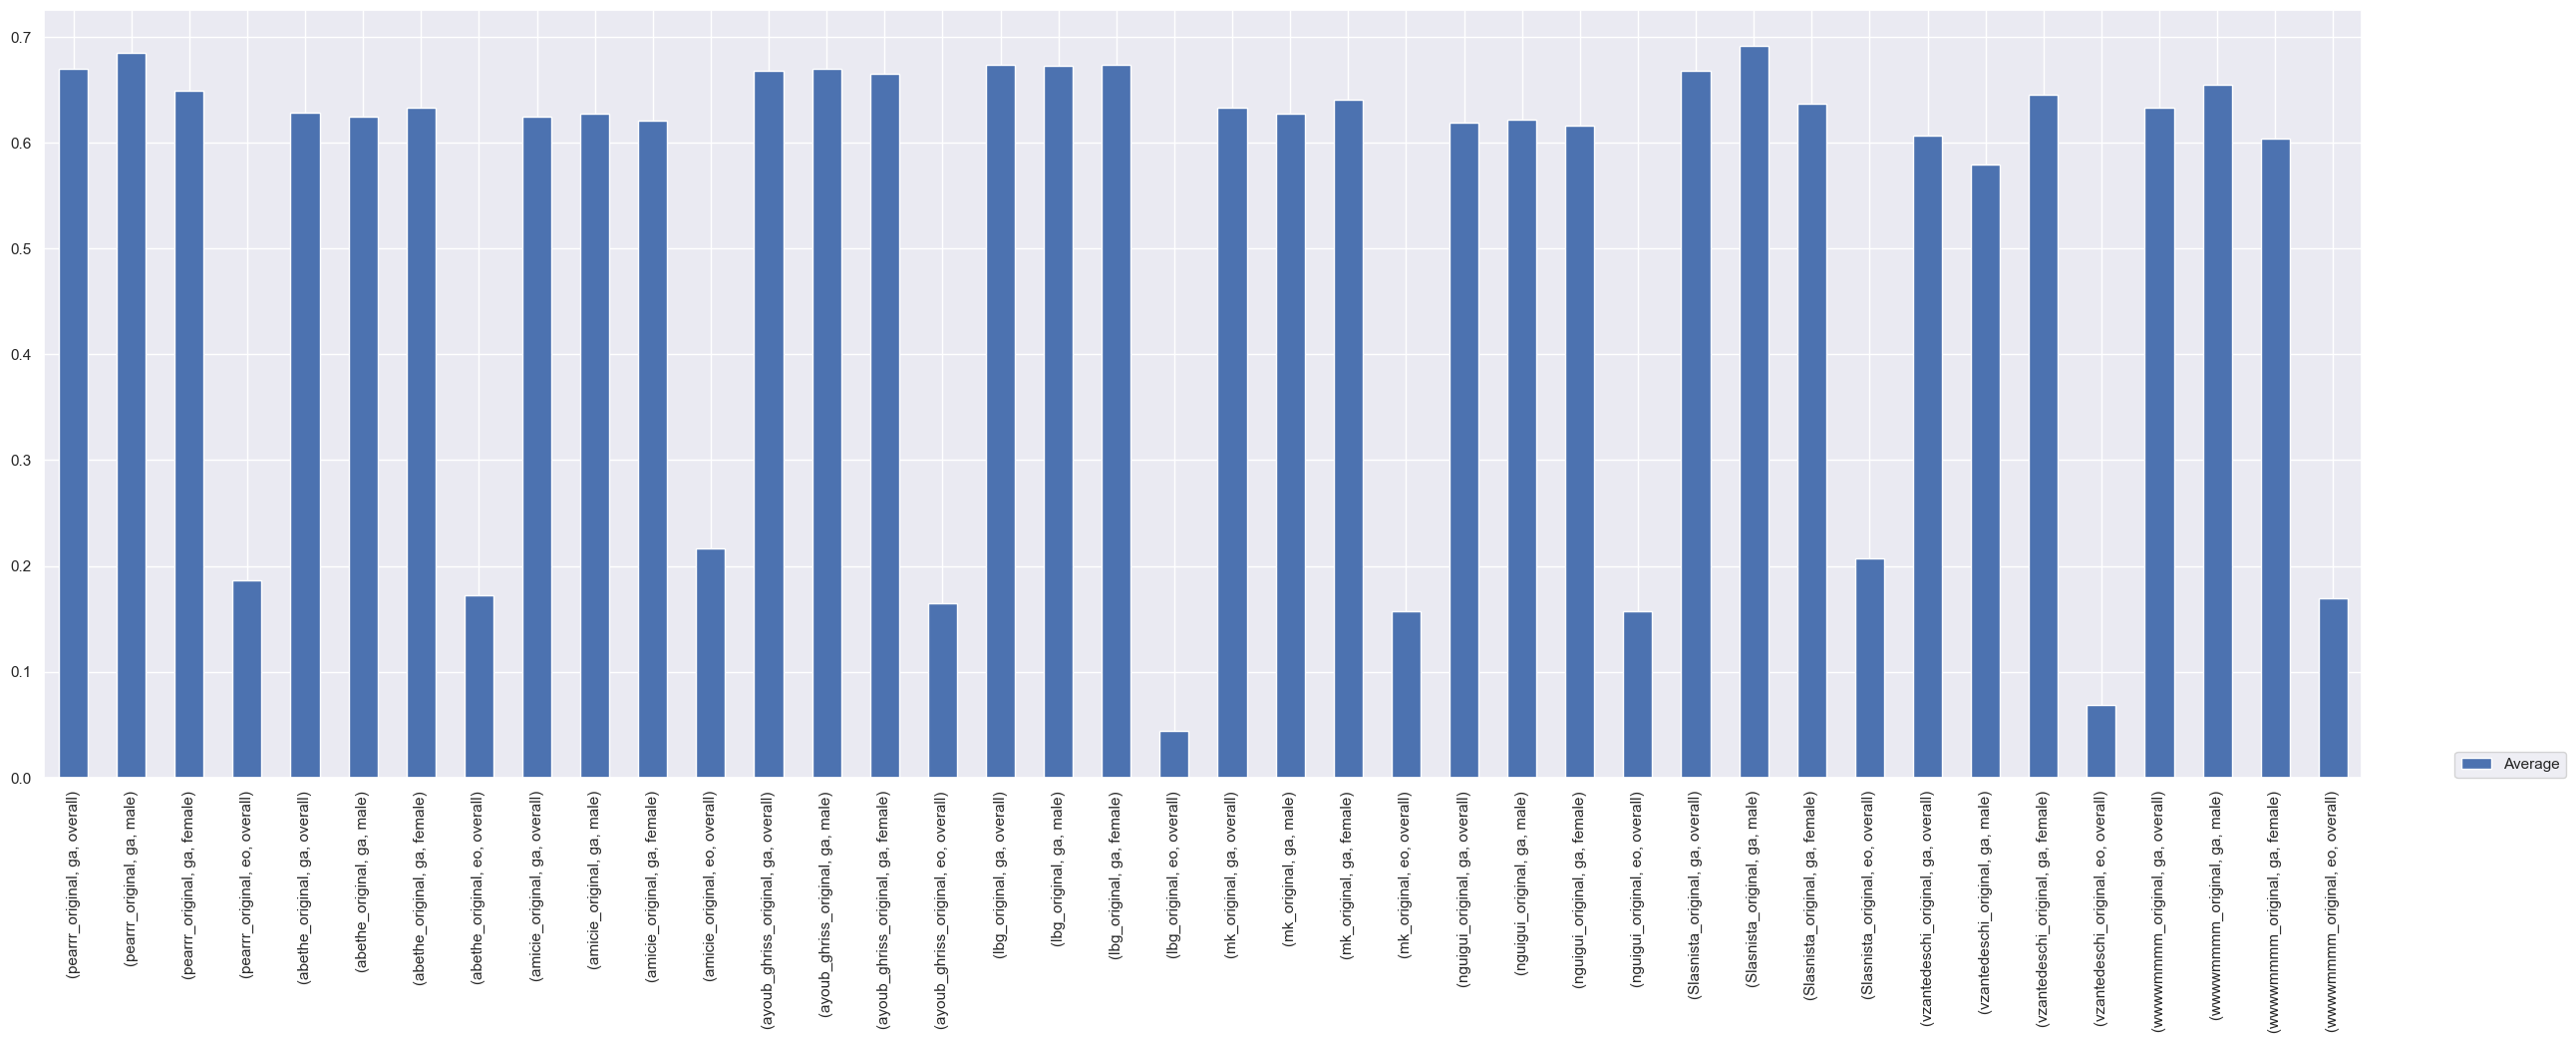 0.7
0.6
0.5
0.4
0.3
0.2
0.1
0.0
(pearrr_original, ga, overall)
(pearrr_original, ga, male)
(pearrr_original, ga, female)
(pearrr_original, eo, overall)
(abethe_original, ga, overall)
(abethe_original, ga, male)
(abethe_original, ga, female)
(abethe_original, eo, overall)
(amicie_original, ga, overall)
(amicie_original, ga, male)
(amicie_original, ga, female)
(amicie_original, eo, overall)
(ayoub_ghriss_original, ga, overall)
(ayoub_ghriss_original, ga, male)
(ayoub_ghriss_original, ga, female)
(ayoub_ghriss_original, eo, overall)
(lbg_original, ga, overall)
(lbg_original, ga, male)
(lbg_original, ga, female)
(lbg_original, eo, overall)
(mk_original, ga, overall)
(mk_original, ga, male)
(mk_original, ga, female)
(mk_original, eo, overall)
(nguigui_original, ga, overall)
(nguigui_original, ga, male)
(nguigui_original, ga, female)
(nguigui_original, eo, overall)
(Slasnista_original, ga, overall)
(Slasnista_original, ga, male)
(Slasnista_original, ga, female)
(Slasnista_original, eo, overall)
(vzantedeschi_original, ga, overall)
(vzantedeschi_original, ga, male)
(vzantedeschi_original, ga, female)
(vzantedeschi_original, eo, overall)
(wwwwmmmm_original, ga, overall)
(wwwwmmmm_original, ga, male)
(wwwwmmmm_original, ga, female)
(wwwwmmmm_original, eo, overall)
Average